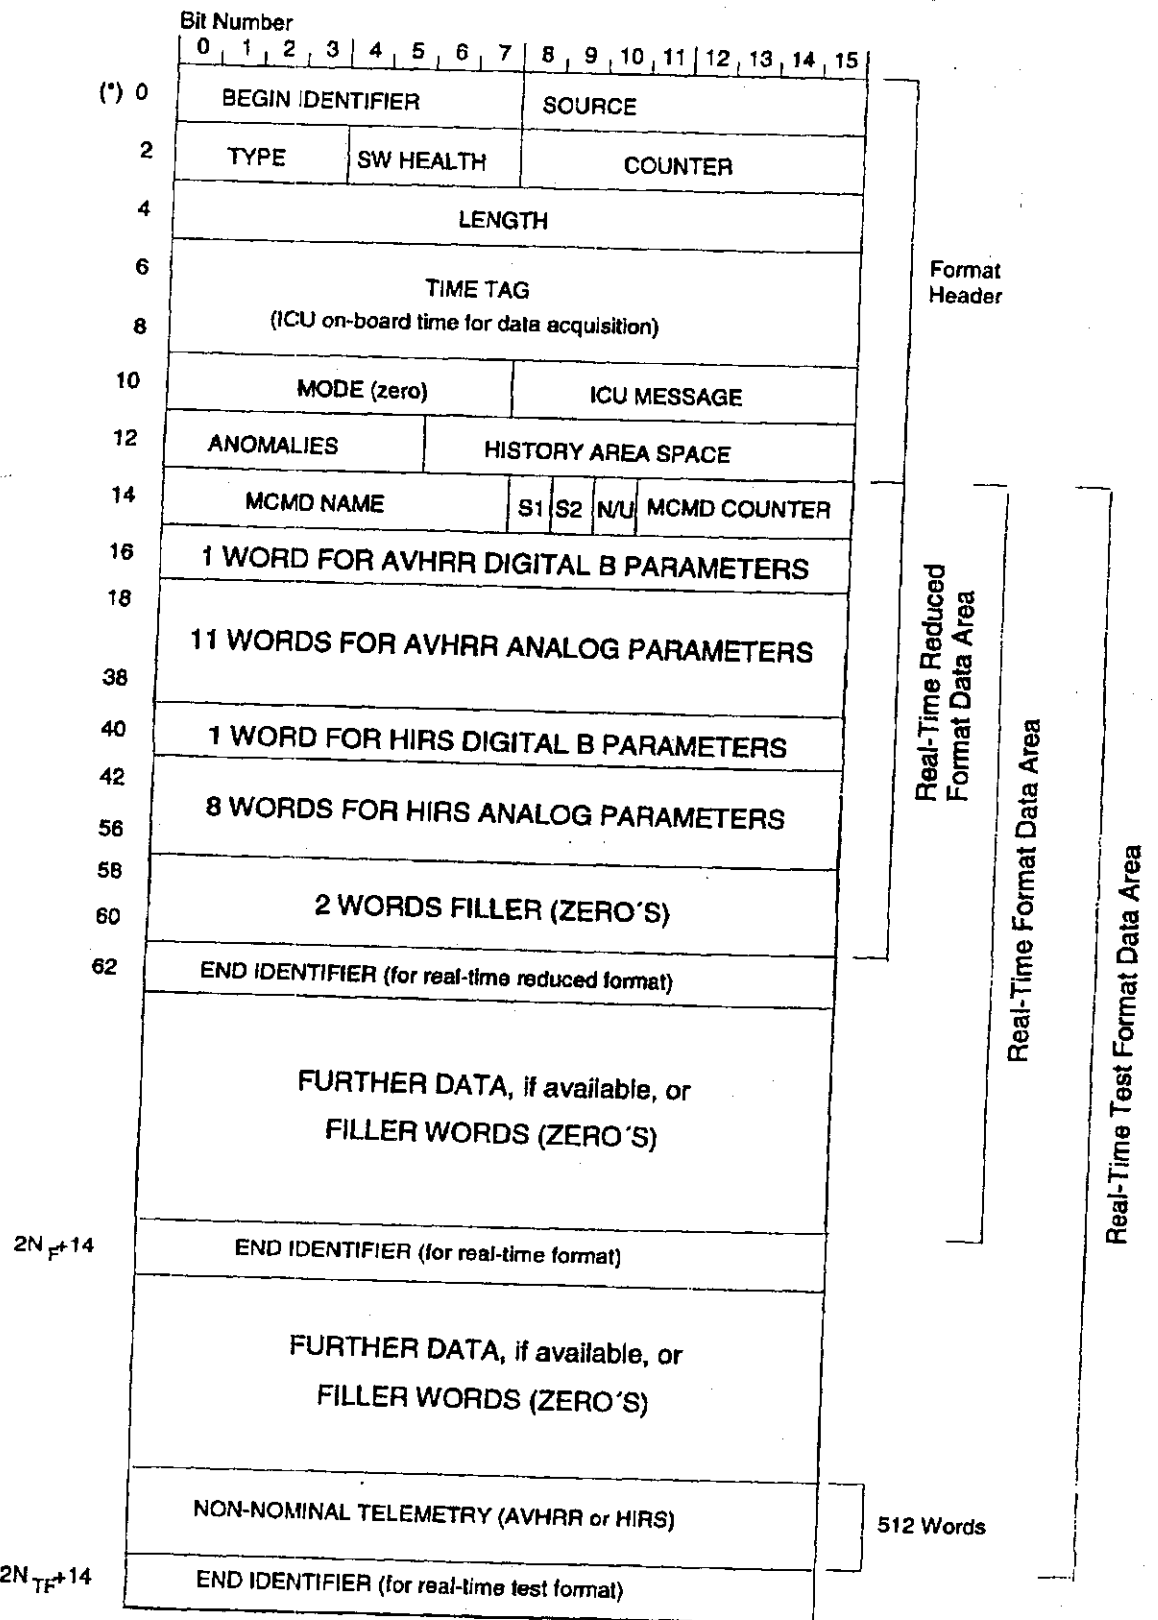 Bit Number
0 1 2 3 4 5 6 7 8 9 10 11 12 13 14 15
(*) 0 BEGIN IDENTIFIER SOURCE
2 TYPE SW HEALTH COUNTER
4 LENGTH
6 TIME TAG
8 (ICU on-board time for data acquisition)
Format
Header
10 MODE (zero) ICU MESSAGE
12 ANOMALIES HISTORY AREA SPACE
14 MCMD NAME S1 S2 N/U MCMD COUNTER
16 1 WORD FOR AVHRR DIGITAL B PARAMETERS
18
11 WORDS FOR AVHRR ANALOG PARAMETERS
38
40 1 WORD FOR HIRS DIGITAL B PARAMETERS
42
8 WORDS FOR HIRS ANALOG PARAMETERS
56
58
2 WORDS FILLER (ZERO'S)
60
62 END IDENTIFIER (for real-time reduced format)
Real-Time Reduced
Format Data Area
Real-Time Format Data Area
Real-Time Test Format Data Area
FURTHER DATA, if available, or
FILLER WORDS (ZERO'S)
2N F+14 END IDENTIFIER (for real-time format)
FURTHER DATA, if available, or
FILLER WORDS (ZERO'S)
NON-NOMINAL TELEMETRY (AVHRR or HIRS) 512 Words
2N TF+14 END IDENTIFIER (for real-time test format)